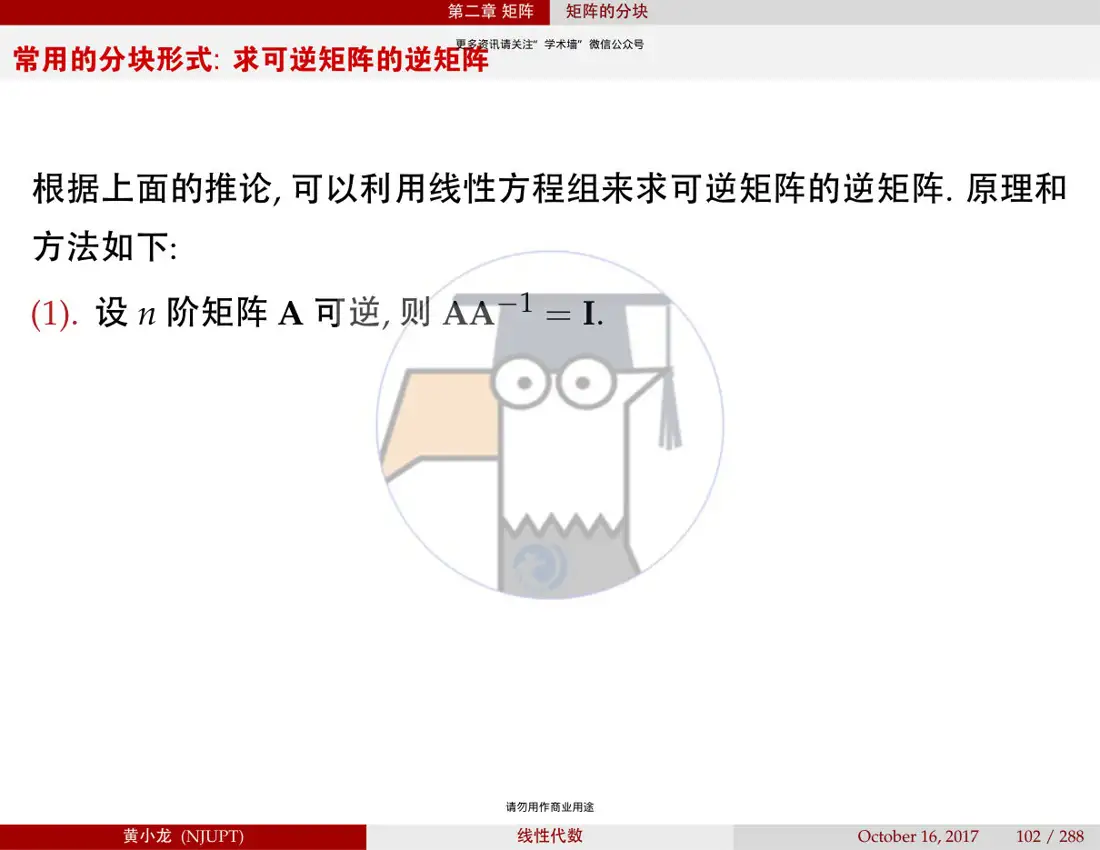 第二章 矩阵 矩阵的分块
更多资讯请关注“学术墙”微信公众号
常用的分块形式: 求可逆矩阵的逆矩阵
根据上面的推论, 可以利用线性方程组来求可逆矩阵的逆矩阵. 原理和
方法如下:
(1). 设 n 阶矩阵 A 可逆, 则 AA⁻¹ = I.
请勿用作商业用途
黄小龙 (NJUPT) 线性代数 October 16, 2017 102 / 288